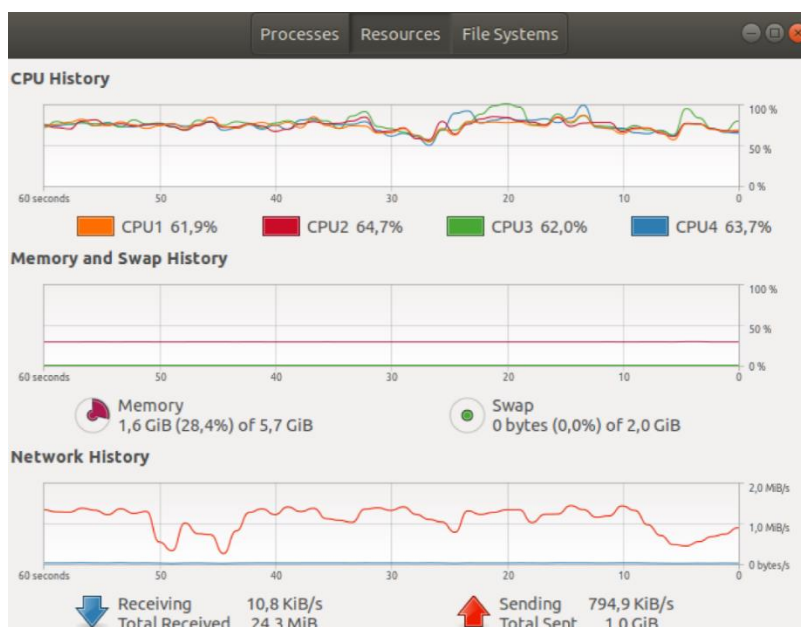 Processes Resources File Systems
CPU History
100 %
50 %
0 %
60 seconds 50 40 30 20 10 0
CPU1 61,9% CPU2 64,7% CPU3 62,0% CPU4 63,7%
Memory and Swap History
100 %
50 %
0 %
60 seconds 50 40 30 20 10 0
Memory Swap
1,6 GiB (28,4%) of 5,7 GiB 0 bytes (0,0%) of 2,0 GiB
Network History
2,0 MiB/s
1,0 MiB/s
0 bytes/s
60 seconds 50 40 30 20 10 0
Receiving 10,8 KiB/s Sending 794,9 KiB/s
Total Received 24,3 MiB Total Sent 1,0 GiB